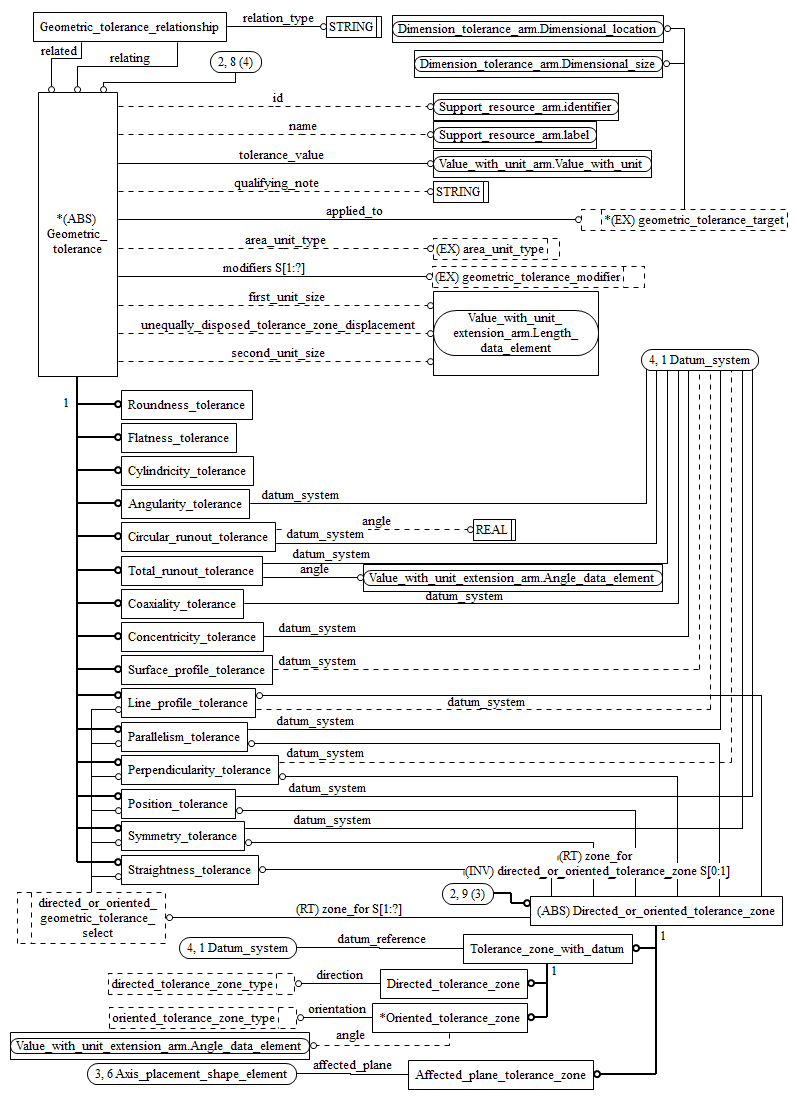 Geometric_tolerance_relationship
relation_type
STRING
Dimension_tolerance_arm.Dimensional_location
related
relating
2, 8 (4)
Dimension_tolerance_arm.Dimensional_size
*(ABS)
Geometric_
tolerance
id
Support_resource_arm.identifier
name
Support_resource_arm.label
tolerance_value
Value_with_unit_arm.Value_with_unit
qualifying_note
STRING
applied_to
*(EX) geometric_tolerance_target
area_unit_type
(EX) area_unit_type
modifiers S[1:?]
(EX) geometric_tolerance_modifier
first_unit_size
unequally_disposed_tolerance_zone_displacement
second_unit_size
Value_with_unit_
extension_arm.Length_
data_element
4, 1 Datum_system
1
Roundness_tolerance
Flatness_tolerance
Cylindricity_tolerance
Angularity_tolerance
datum_system
Circular_runout_tolerance
angle
REAL
datum_system
Total_runout_tolerance
datum_system
angle
Value_with_unit_extension_arm.Angle_data_element
Coaxiality_tolerance
datum_system
Concentricity_tolerance
datum_system
Surface_profile_tolerance
datum_system
Line_profile_tolerance
datum_system
Parallelism_tolerance
datum_system
Perpendicularity_tolerance
datum_system
Position_tolerance
datum_system
Symmetry_tolerance
datum_system
Straightness_tolerance
(RT) zone_for
(INV) directed_or_oriented_tolerance_zone S[0:1]
2, 9 (3)
directed_or_oriented_
geometric_tolerance_
select
(RT) zone_for S[1:?]
(ABS) Directed_or_oriented_tolerance_zone
4, 1 Datum_system
datum_reference
Tolerance_zone_with_datum
1
1
directed_tolerance_zone_type
direction
Directed_tolerance_zone
oriented_tolerance_zone_type
orientation
*Oriented_tolerance_zone
Value_with_unit_extension_arm.Angle_data_element
angle
3, 6 Axis_placement_shape_element
affected_plane
Affected_plane_tolerance_zone